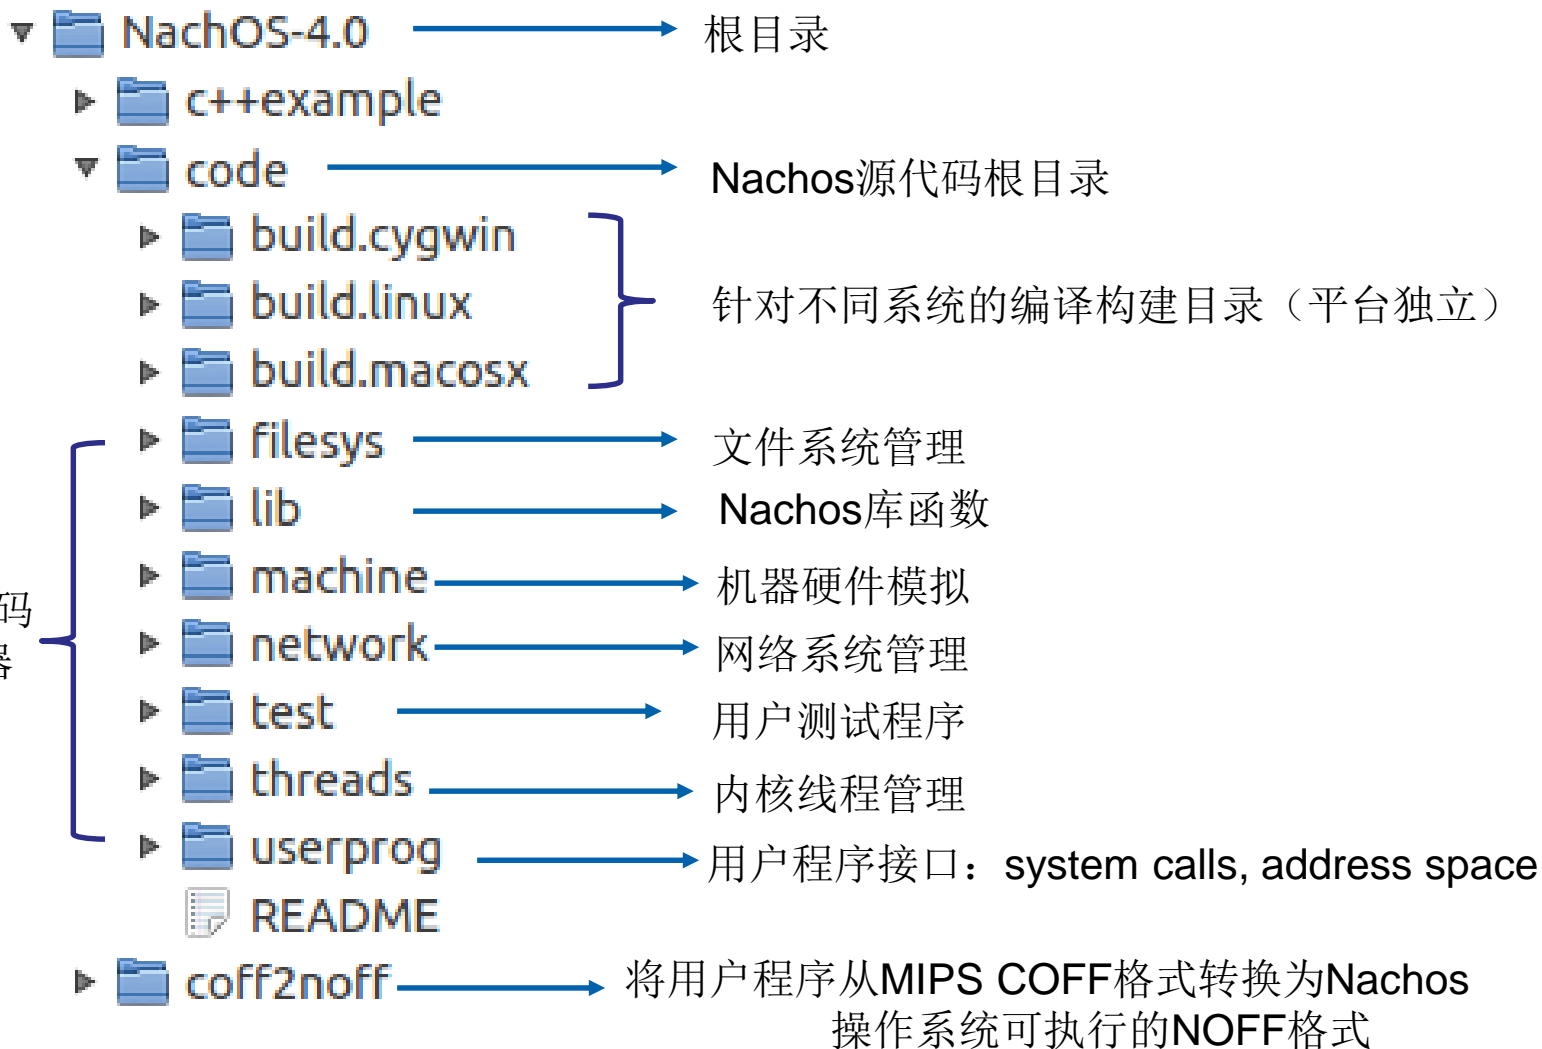 NachOS-4.0 根目录
c++example
code Nachos源代码根目录
build.cygwin
build.linux 针对不同系统的编译构建目录（平台独立）
build.macosx
filesys 文件系统管理
lib Nachos库函数
machine 机器硬件模拟
码
network 网络系统管理
器
test 用户测试程序
threads 内核线程管理
userprog 用户程序接口：system calls, address space
README
coff2noff 将用户程序从MIPS COFF格式转换为Nachos
操作系统可执行的NOFF格式